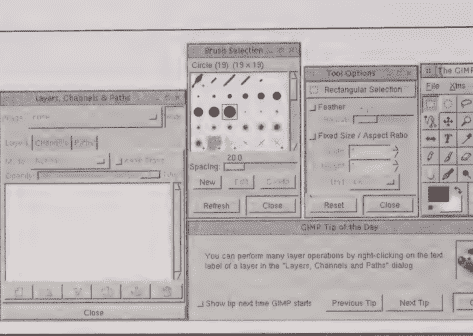 Brush Selection
Circle (19) (19 x 19)
Spacing: 20.0
New
Refresh
Close
Tool Options
Rectangular Selection
Feather
Fixed Size / Aspect Ratio
Reset
Close
The GIMP
File Xtns
Layers, Channels & Paths
Close
GIMP Tip of the Day
You can perform many layer operations by right-clicking on the text
label of a layer in the "Layers, Channels and Paths" dialog
Show tip next time GIMP starts
Previous Tip
Next Tip